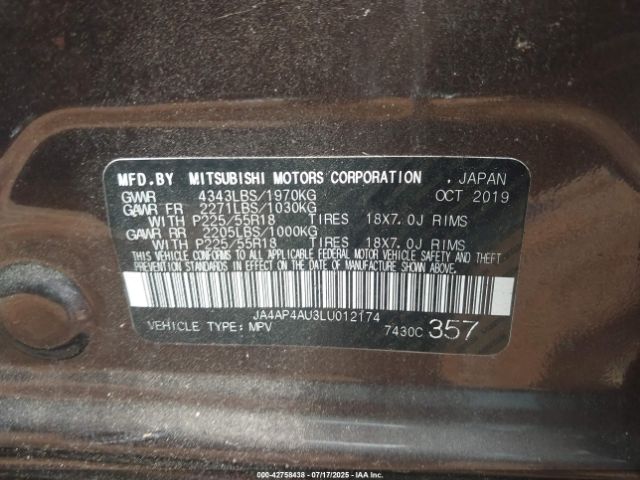 MFD.BY MITSUBISHI MOTORS CORPORATION . JAPAN
GVWR 4343LBS/1970KG OCT 2019
GAWR FR 2271LBS/1030KG
WITH P225/55R18 TIRES 18X7.0J RIMS
GAWR RR 2205LBS/1000KG
WITH P225/55R18 TIRES 18X7.0J RIMS
THIS VEHICLE CONFORMS TO ALL APPLICABLE FEDERAL MOTOR VEHICLE SAFETY AND THEFT
PREVENTION STANDARDS IN EFFECT ON THE DATE OF MANUFACTURE SHOWN ABOVE.
JA4AP4AU3LU012174
VEHICLE TYPE: MPV 7430C 357
000-42758438 - 07/17/2025 - IAAI.COM